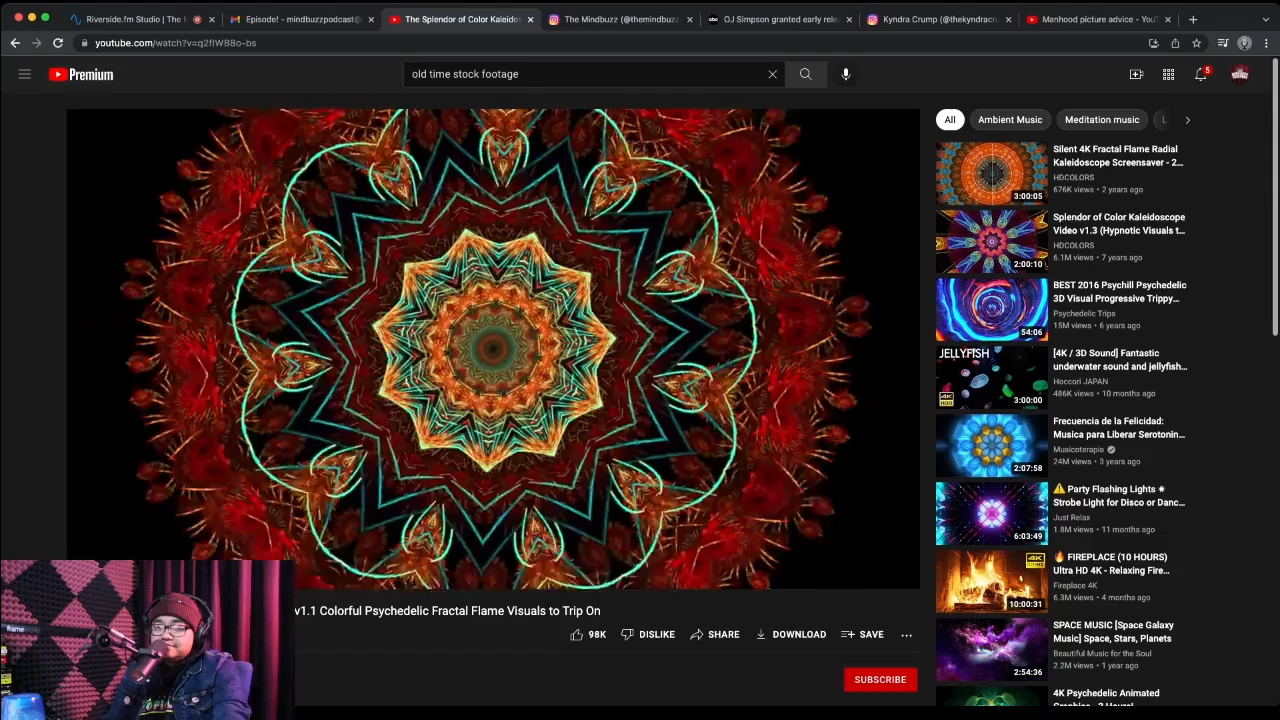 Riverside.fm Studio | The M
Episode! - mindbuzzpodcast@
The Splendor of Color Kaleidos
The Mindbuzz (@themindbuzz
OJ Simpson granted early rele
Kyndra Crump (@thekyndracru
Manhood picture advice - YouT
youtube.com/watch?v=q2fIWB8o-bs
Premium
old time stock footage
5
All
Ambient Music
Meditation music
L
Silent 4K Fractal Flame Radial
Kaleidoscope Screensaver - 2...
HDCOLORS
676K views • 2 years ago
3:00:05
Splendor of Color Kaleidoscope
Video v1.3 (Hypnotic Visuals t...
HDCOLORS
6.1M views • 7 years ago
2:00:10
BEST 2016 Psychill Psychedelic
3D Visual Progressive Trippy...
Psychedelic Trips
15M views • 6 years ago
54:06
JELLYFISH
4K
HDR
3:00:00
[4K / 3D Sound] Fantastic
underwater sound and jellyfish...
Hoccori JAPAN
486K views • 10 months ago
Frecuencia de la Felicidad:
Musica para Liberar Serotonin...
Musicoterapia
24M views • 3 years ago
2:07:58
⚠️ Party Flashing Lights ✷
Strobe Light for Disco or Danc...
Just Relax
1.8M views • 11 months ago
6:03:49
🔥 FIREPLACE (10 HOURS)
Ultra HD 4K - Relaxing Fire...
Fireplace 4K
6.3M views • 4 months ago
4K
10:00:31
SPACE MUSIC [Space Galaxy
Music] Space, Stars, Planets
Beautiful Music for the Soul
2.2M views • 1 year ago
2:54:36
4K Psychedelic Animated
v1.1 Colorful Psychedelic Fractal Flame Visuals to Trip On
98K
DISLIKE
SHARE
DOWNLOAD
SAVE
SUBSCRIBE
frame